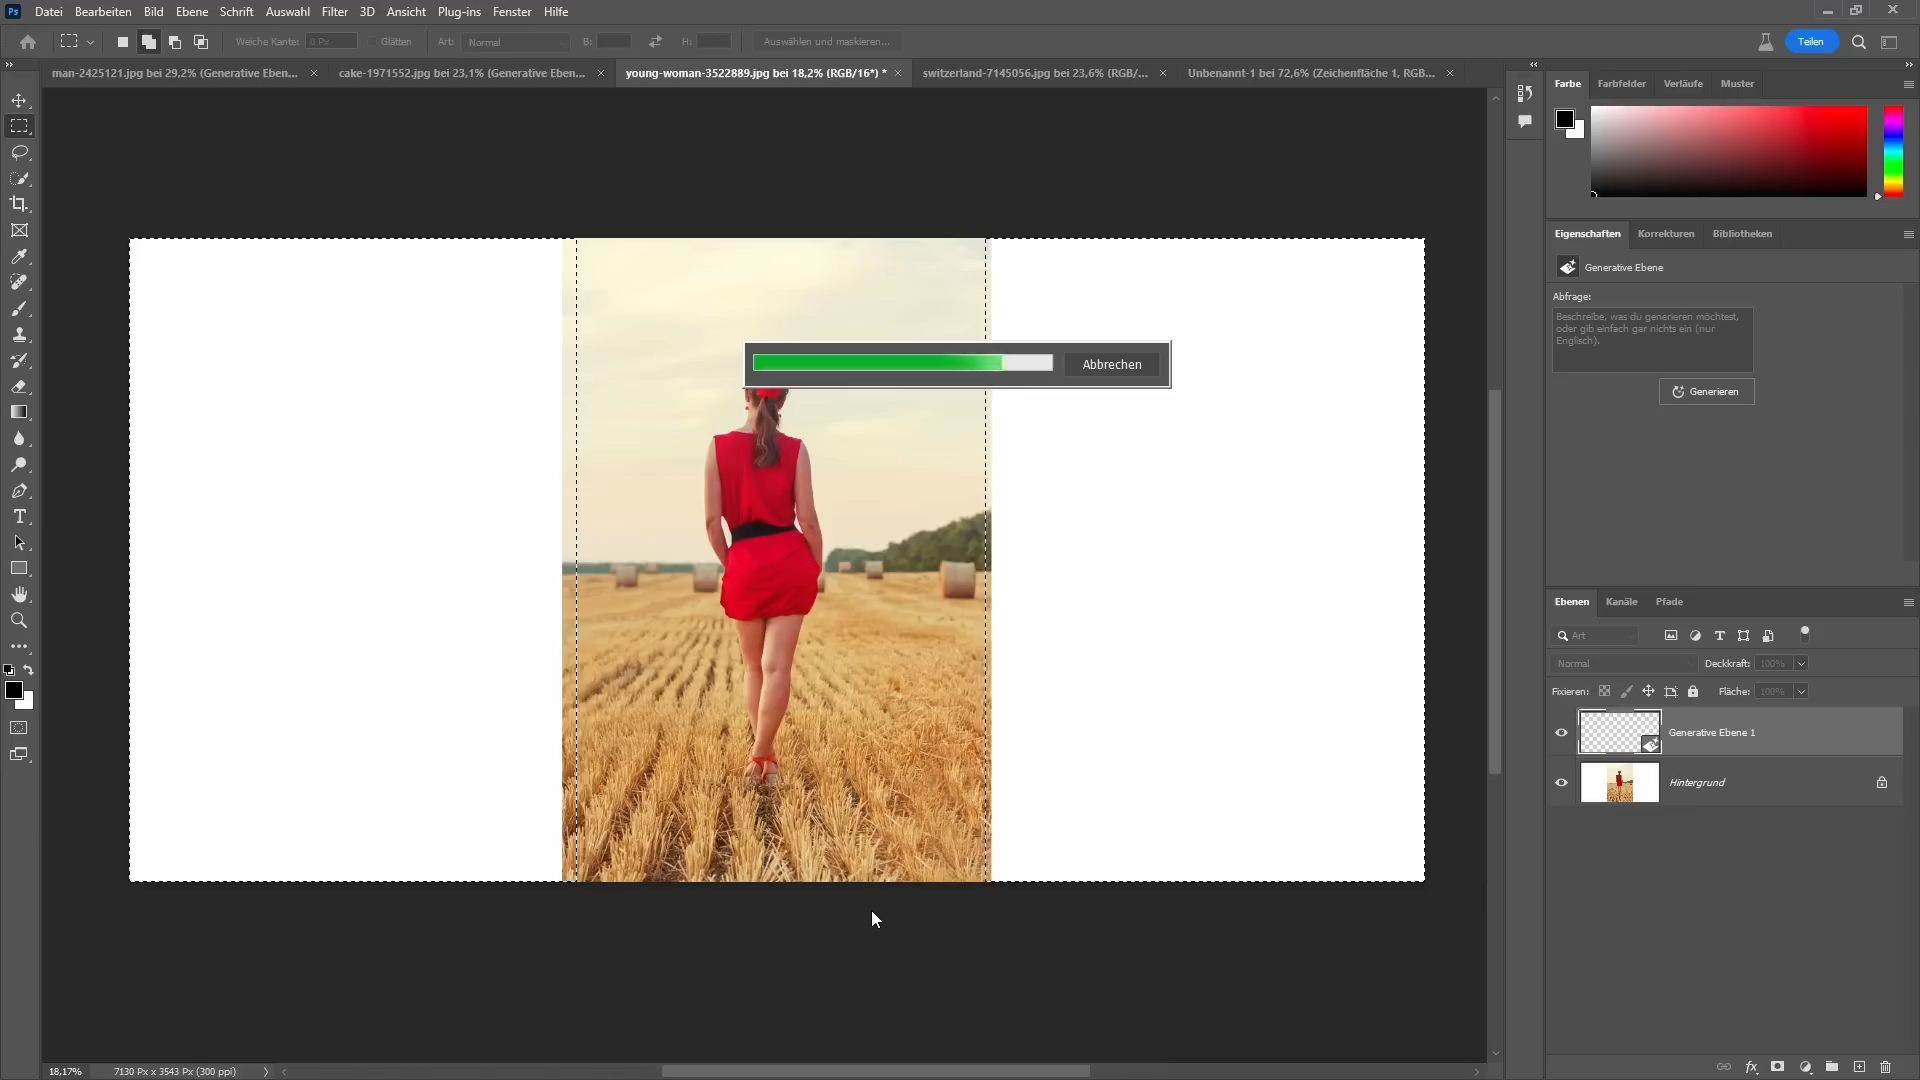 Ps Datei Bearbeiten Bild Ebene Schrift Auswahl Filter 3D Ansicht Plug-ins Fenster Hilfe
Weiche Kante: 0 Px Glätten Art: Normal B: H: Auswählen und maskieren... Teilen
man-2425121.jpg bei 29,2% (Generative Eben... cake-1971552.jpg bei 23,1% (Generative Eben... young-woman-3522889.jpg bei 18,2% (RGB/16*) * switzerland-7145056.jpg bei 23,6% (RGB/... Unbenannt-1 bei 72,6% (Zeichenfläche 1, RGB...
Farbe Farbfelder Verläufe Muster
Eigenschaften Korrekturen Bibliotheken
Generative Ebene
Abfrage:
Beschreibe, was du generieren möchtest,
oder gib einfach gar nichts ein (nur
Englisch).
Generieren
Abbrechen
Ebenen Kanäle Pfade
Art
Normal Deckkraft: 100%
Fixieren: Fläche: 100%
Generative Ebene 1
Hintergrund
18,17% 7130 Px x 3543 Px (300 ppi)